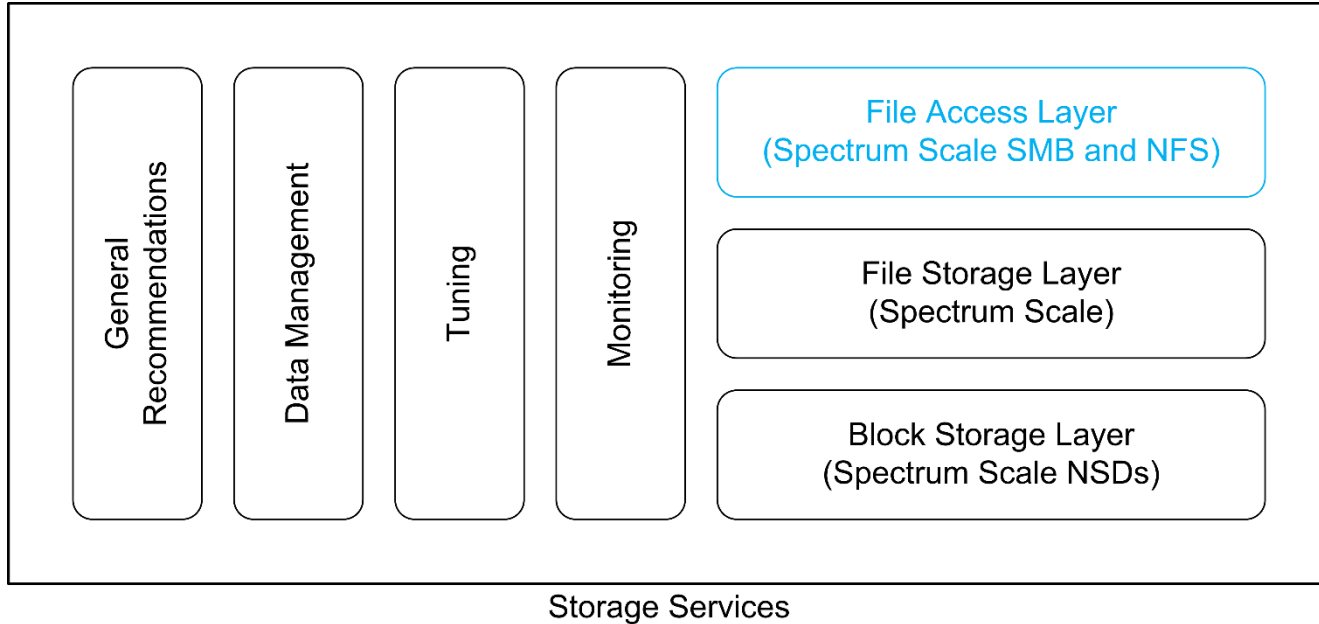 General
Recommendations
Data Management
Tuning
Monitoring
File Access Layer
(Spectrum Scale SMB and NFS)
File Storage Layer
(Spectrum Scale)
Block Storage Layer
(Spectrum Scale NSDs)
Storage Services